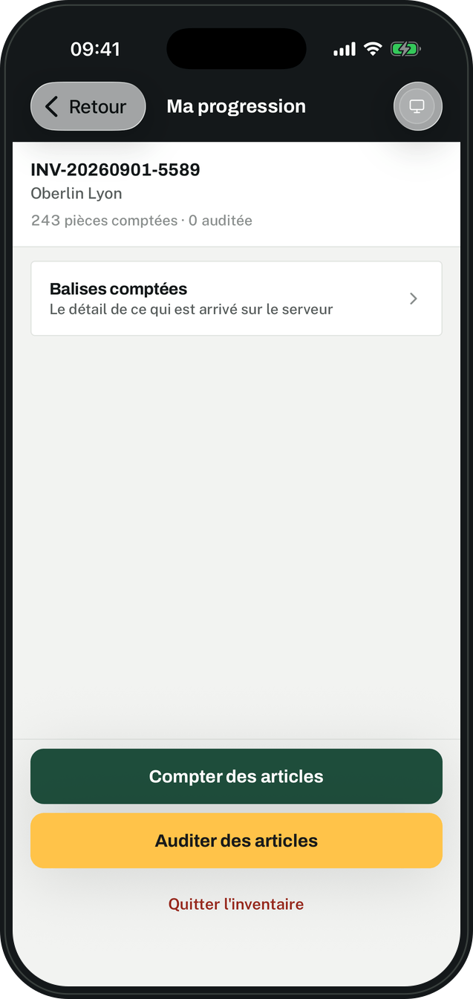 09:41
Retour
Ma progression
INV-20260901-5589
Oberlin Lyon
243 pièces comptées · 0 auditée
Balises comptées
Le détail de ce qui est arrivé sur le serveur
Compter des articles
Auditer des articles
Quitter l'inventaire